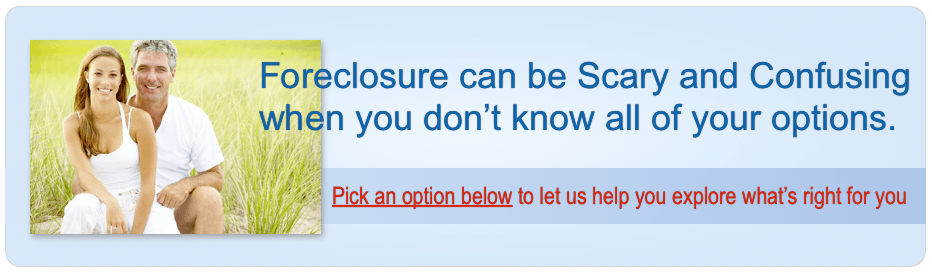 Foreclosure can be Scary and Confusing
when you don’t know all of your options.
Pick an option below to let us help you explore what’s right for you